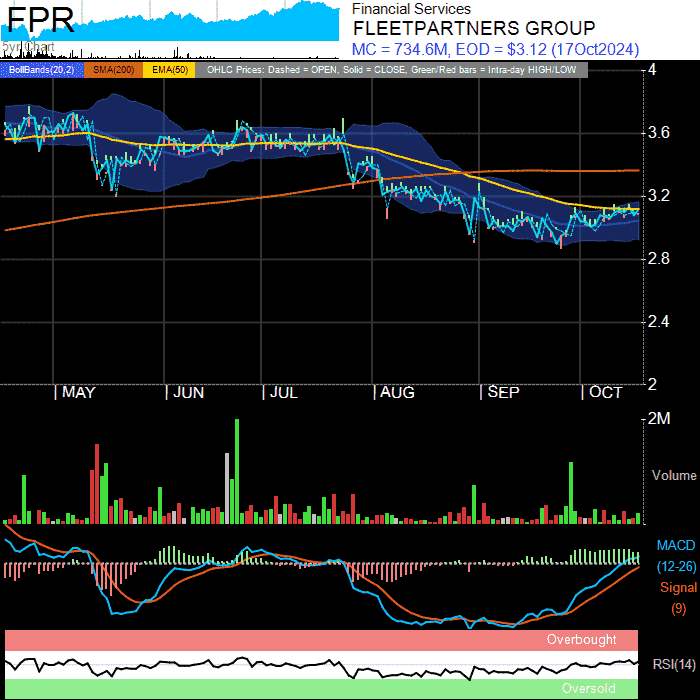 FPR
5yr Chart
Financial Services
FLEETPARTNERS GROUP
MC = 734.6M, EOD = $3.12 (17Oct2024)
BollBands(20,2) SMA(200) EMA(50) OHLC Prices: Dashed = OPEN, Solid = CLOSE, Green/Red bars = Intra-day HIGH/LOW
4
3.6
3.2
2.8
2.4
2
MAY JUN JUL AUG SEP OCT
2M
Volume
MACD
(12-26)
Signal
(9)
Overbought
RSI(14)
Oversold